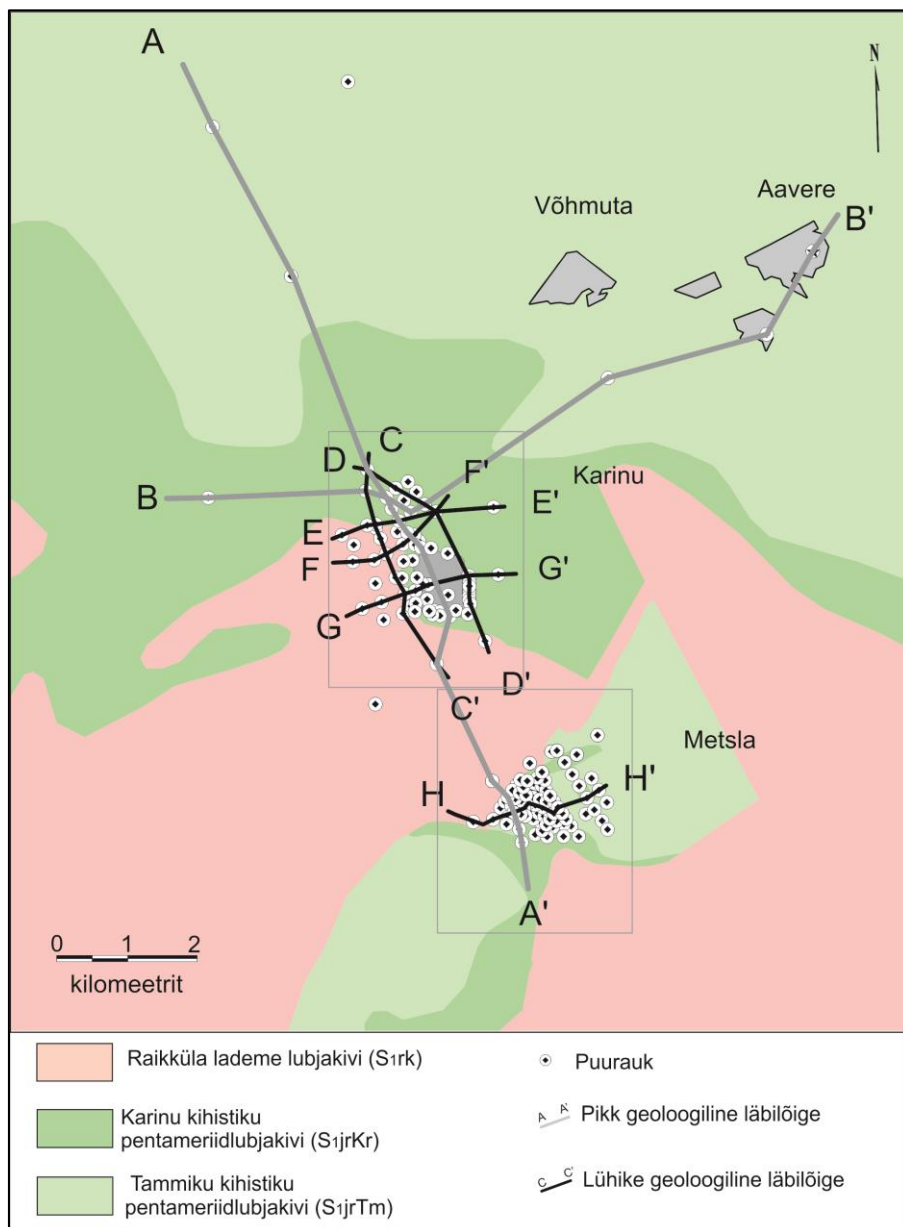 A
N
Võhmuta
Aavere
B'
C
D
F'
Karinu
B
E'
E
F
G'
G
D'
C'
Metsla
H
H'
A'
0 1 2
kilomeetrit
Raikküla lademe lubjakivi (S1rk)
Karinu kihistiku
pentameriidlubjakivi (S1jrKr)
Tammiku kihistiku
pentameriidlubjakivi (S1jrTm)
Puurauk
A A'
Pikk geoloogiline läbilõige
C C'
Lühike geoloogiline läbilõige